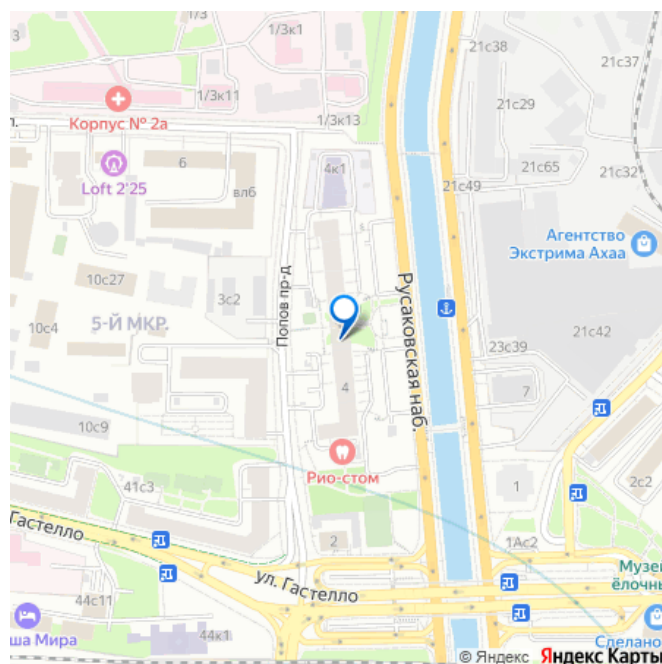 1/3
1/3к1
21с38
21с37
1/3к11
Корпус № 2а
1/3к13
21с29
6
Loft 2'25
влб
4к1
21с65
21с32
21с49
Агентство
Экстрима Ахаа
10с27
3с2
Попов пр-д
Русаковская наб.
5-Й МКР.
10с4
21с42
23с39
4
7
10с9
Рио-стом
41с3
1
2с2
Гастелло
2
1Ас2
ул. Гастелло
Музе
ёлочны
44с11
ша Мира
44к1
Сделано
© Яндекс Яндекс Карты